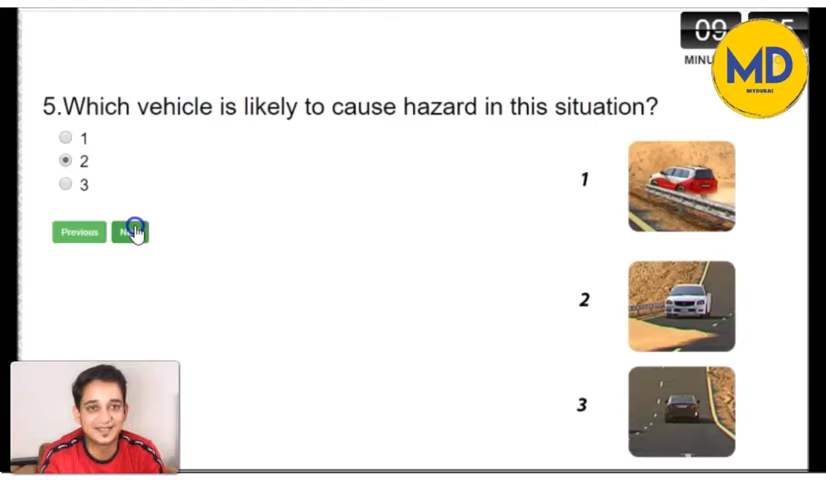 09
MINU
MD
MYDUBAI
5.Which vehicle is likely to cause hazard in this situation?
1
2
3
Previous
1
2
3